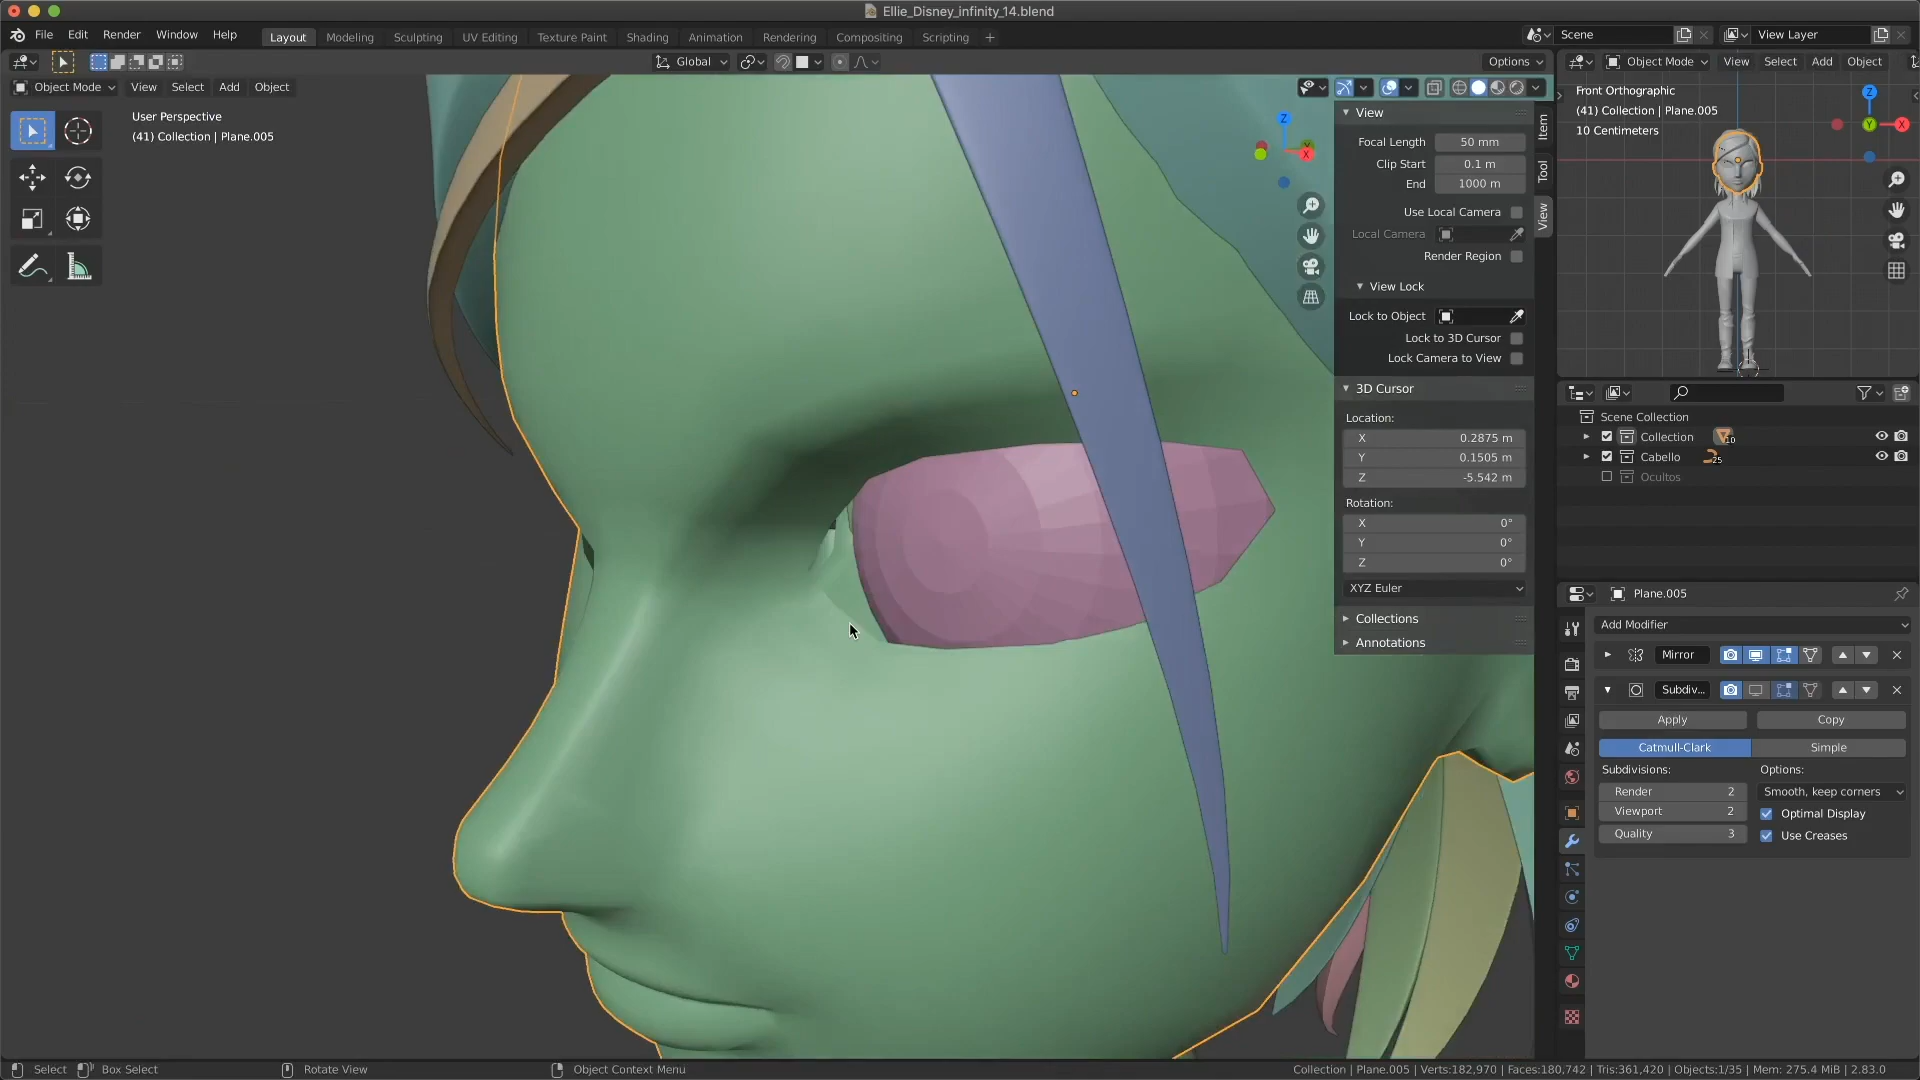 Ellie_Disney_infinity_14.blend
File Edit Render Window Help
Layout Modeling Sculpting UV Editing Texture Paint Shading Animation Rendering Compositing Scripting +
Scene
View Layer
Global
Options
Object Mode View Select Add Object
User Perspective
(41) Collection | Plane.005
Z
Y
X
View
Focal Length 50 mm
Clip Start 0.1 m
End 1000 m
Use Local Camera
Local Camera
Render Region
View Lock
Lock to Object
Lock to 3D Cursor
Lock Camera to View
3D Cursor
Location:
X 0.2875 m
Y 0.1505 m
Z -5.542 m
Rotation:
X 0°
Y 0°
Z 0°
XYZ Euler
Collections
Annotations
Item
Tool
View
Object Mode View Select Add Object
Front Orthographic
(41) Collection | Plane.005
10 Centimeters
Z
Y
X
Scene Collection
Collection 10
Cabello 25
Ocultos
Plane.005
Add Modifier
Mirror
Subdiv...
Apply Copy
Catmull-Clark Simple
Subdivisions: Options:
Render 2 Smooth, keep corners
Viewport 2 Optimal Display
Quality 3 Use Creases
Select Box Select Rotate View Object Context Menu
Collection | Plane.005 | Verts:182,970 | Faces:180,742 | Tris:361,420 | Objects:1/35 | Mem: 275.4 MiB | 2.83.0